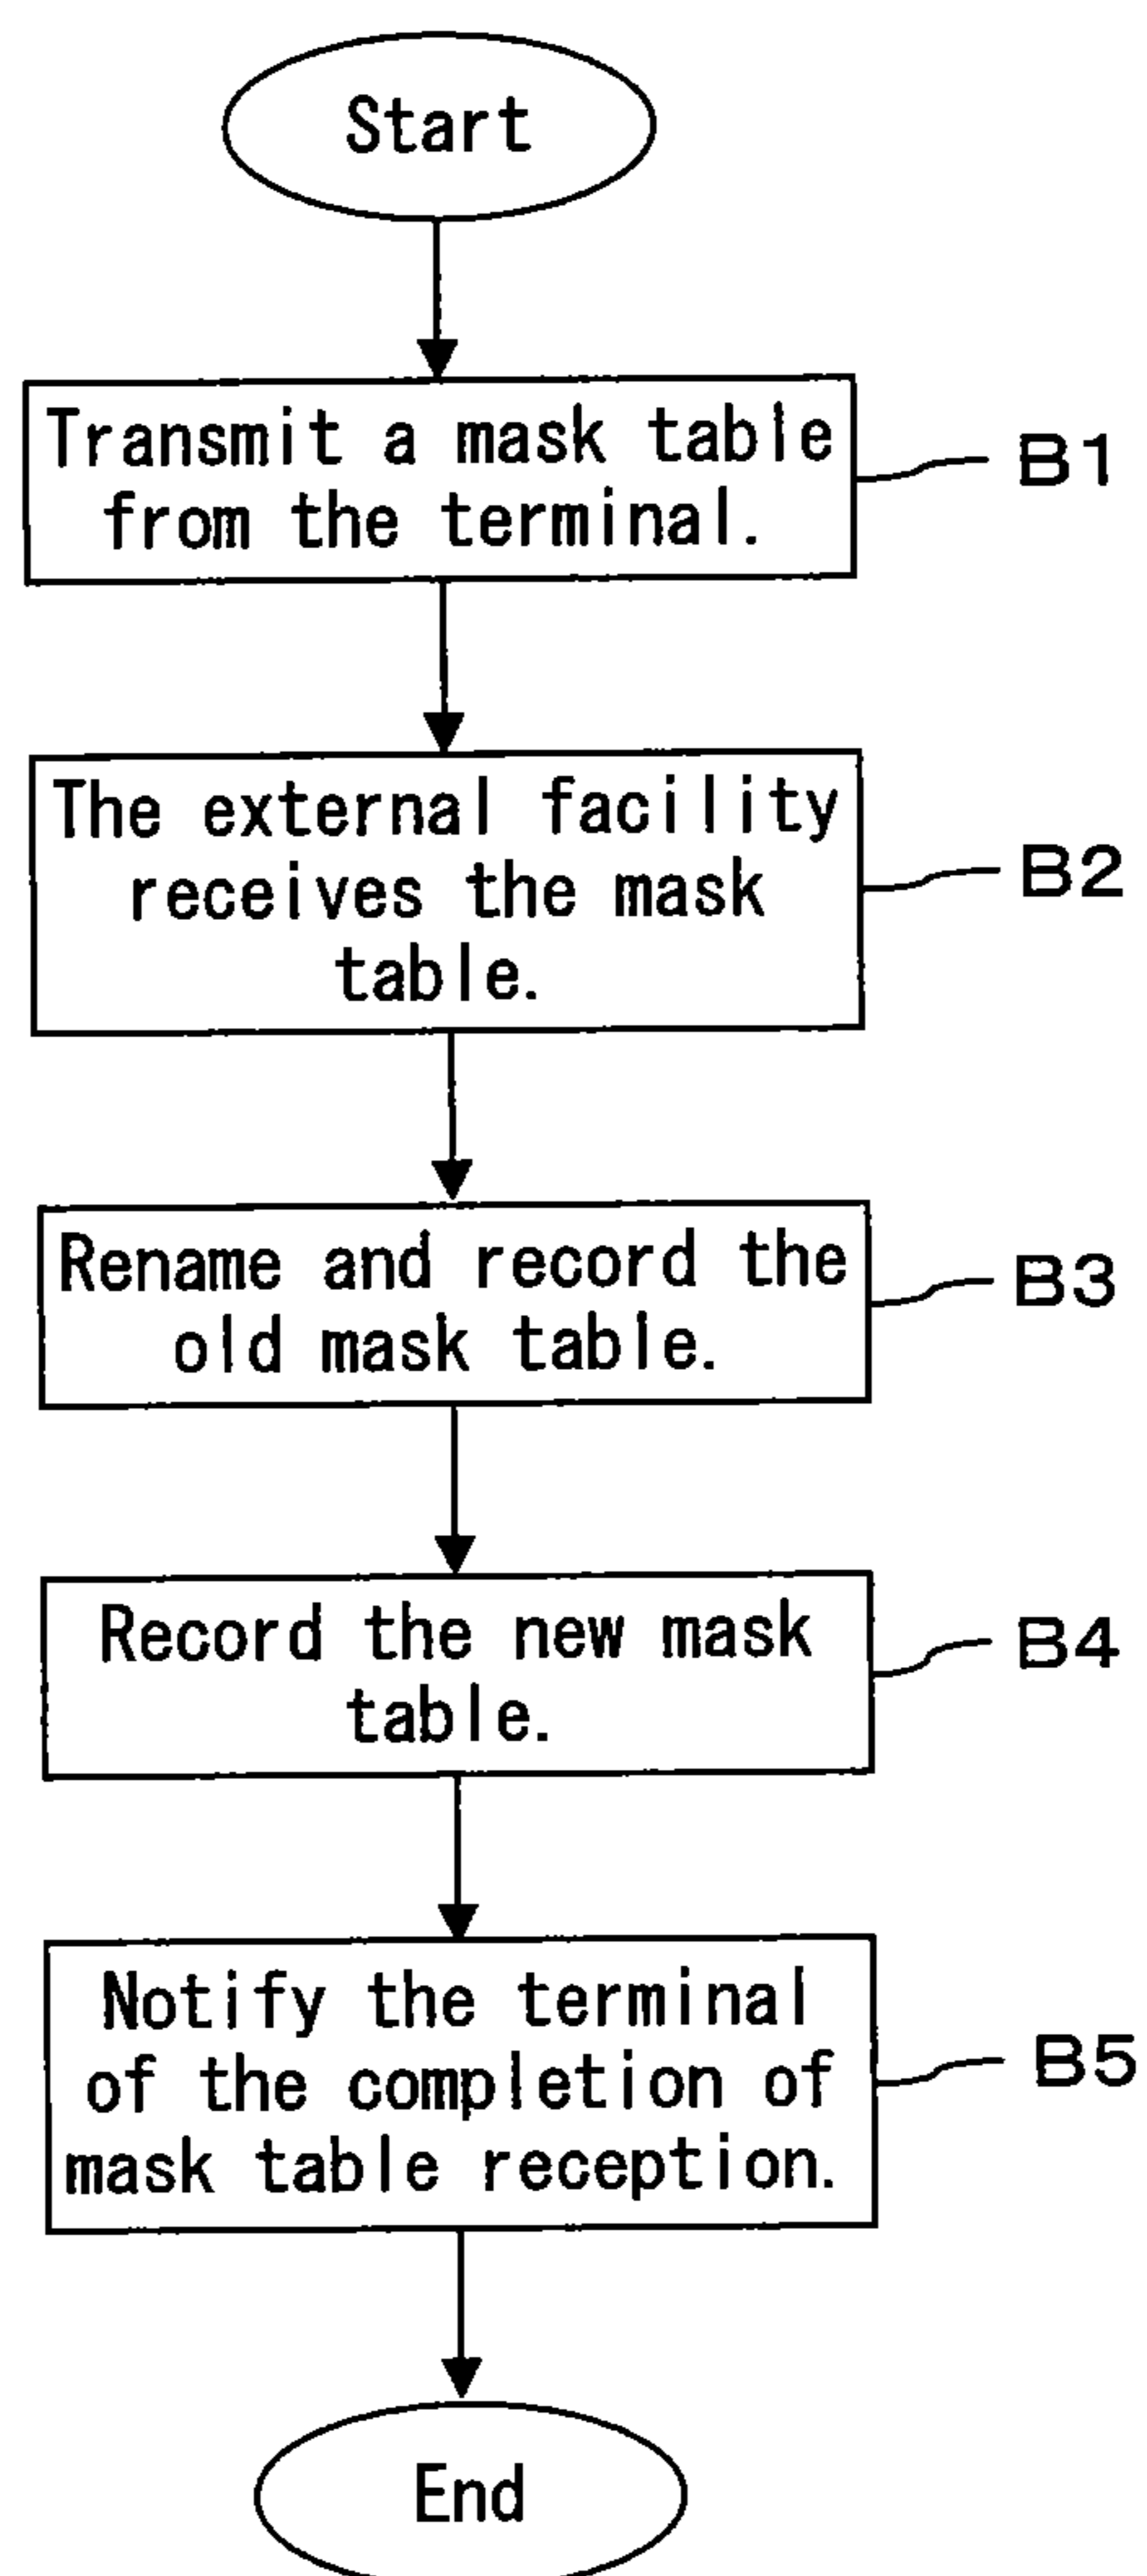 Start
Transmit a mask table
from the terminal.
B1
The external facility
receives the mask
table.
B2
Rename and record the
old mask table.
B3
Record the new mask
table.
B4
Notify the terminal
of the completion of
mask table reception.
B5
End